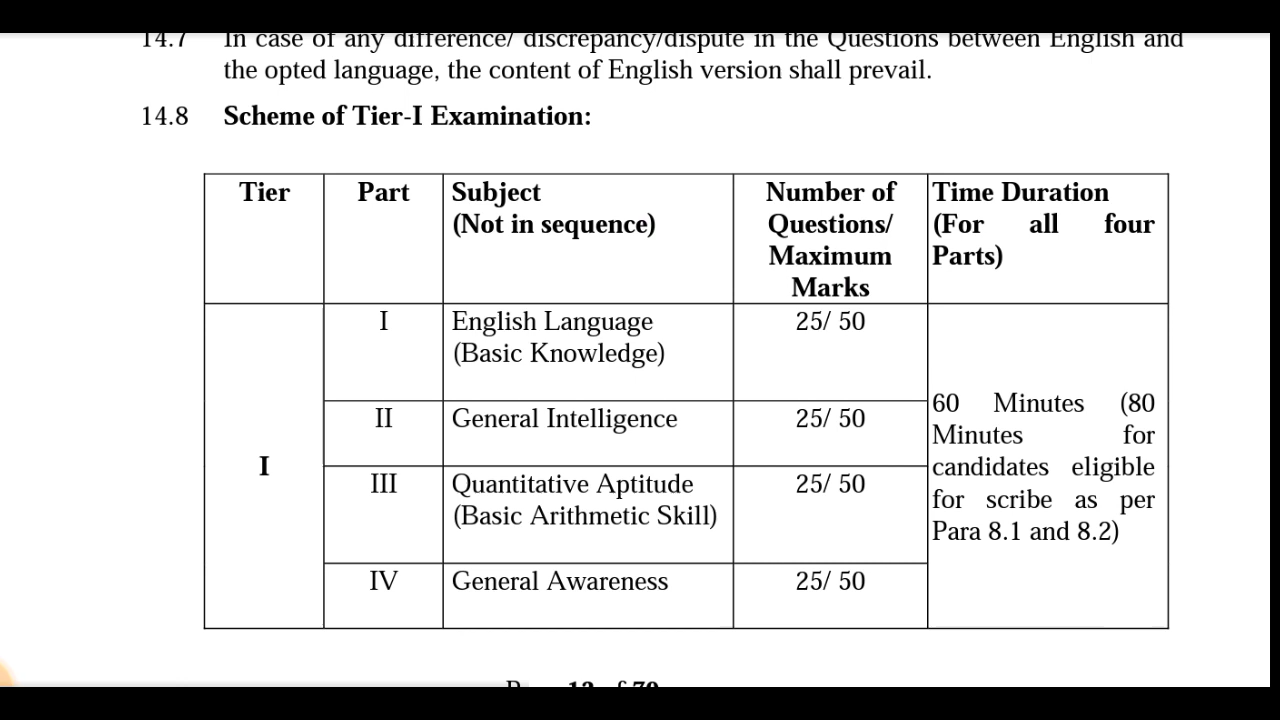 14.7 In case of any difference/ discrepancy/dispute in the Questions between English and
the opted language, the content of English version shall prevail.
14.8 Scheme of Tier-I Examination:
Tier Part Subject (Not in sequence) Number of Questions/ Maximum Marks Time Duration (For all four Parts)
I
I English Language (Basic Knowledge) 25/ 50
II General Intelligence 25/ 50
III Quantitative Aptitude (Basic Arithmetic Skill) 25/ 50
IV General Awareness 25/ 50
60 Minutes (80
Minutes for
candidates eligible
for scribe as per
Para 8.1 and 8.2)